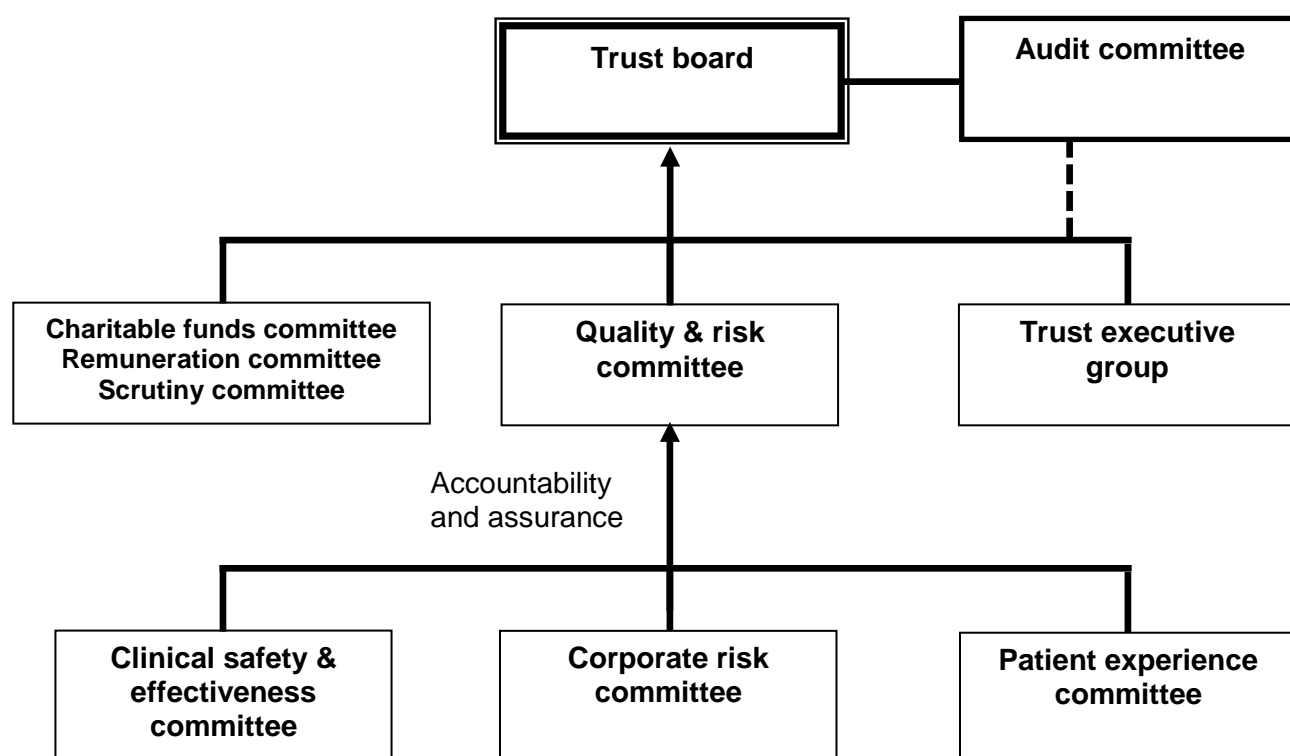 Trust board
Audit committee
Charitable funds committee
Remuneration committee
Scrutiny committee
Quality & risk
committee
Trust executive
group
Accountability
and assurance
Clinical safety &
effectiveness
committee
Corporate risk
committee
Patient experience
committee